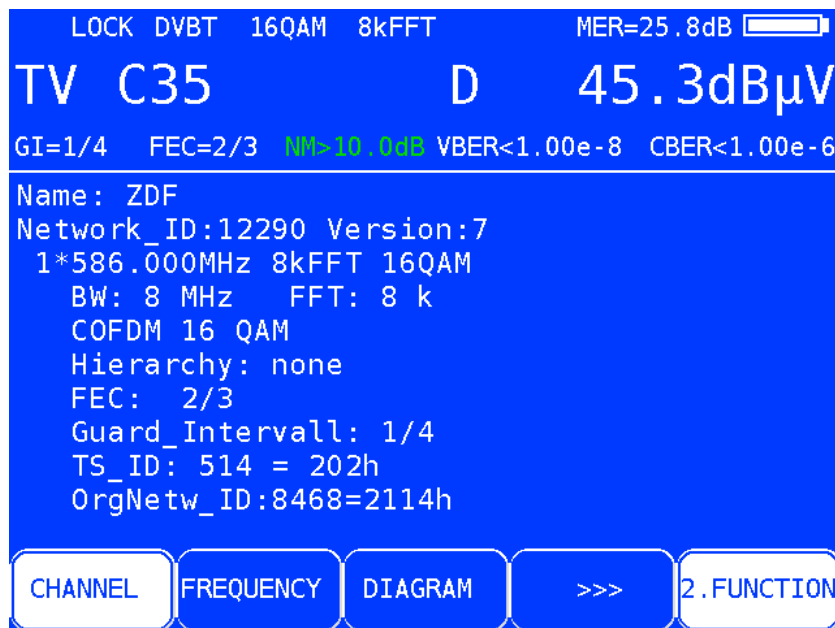 LOCK DVBT 16QAM 8kFFT MER=25.8dB
TV C35 D 45.3dBµV
GI=1/4 FEC=2/3 NM>10.0dB VBER<1.00e-8 CBER<1.00e-6
Name: ZDF
Network_ID:12290 Version:7
1*586.000MHz 8kFFT 16QAM
BW: 8 MHz FFT: 8 k
COFDM 16 QAM
Hierarchy: none
FEC: 2/3
Guard_Intervall: 1/4
TS_ID: 514 = 202h
OrgNetw_ID:8468=2114h
CHANNEL FREQUENCY DIAGRAM >>> 2.FUNCTION